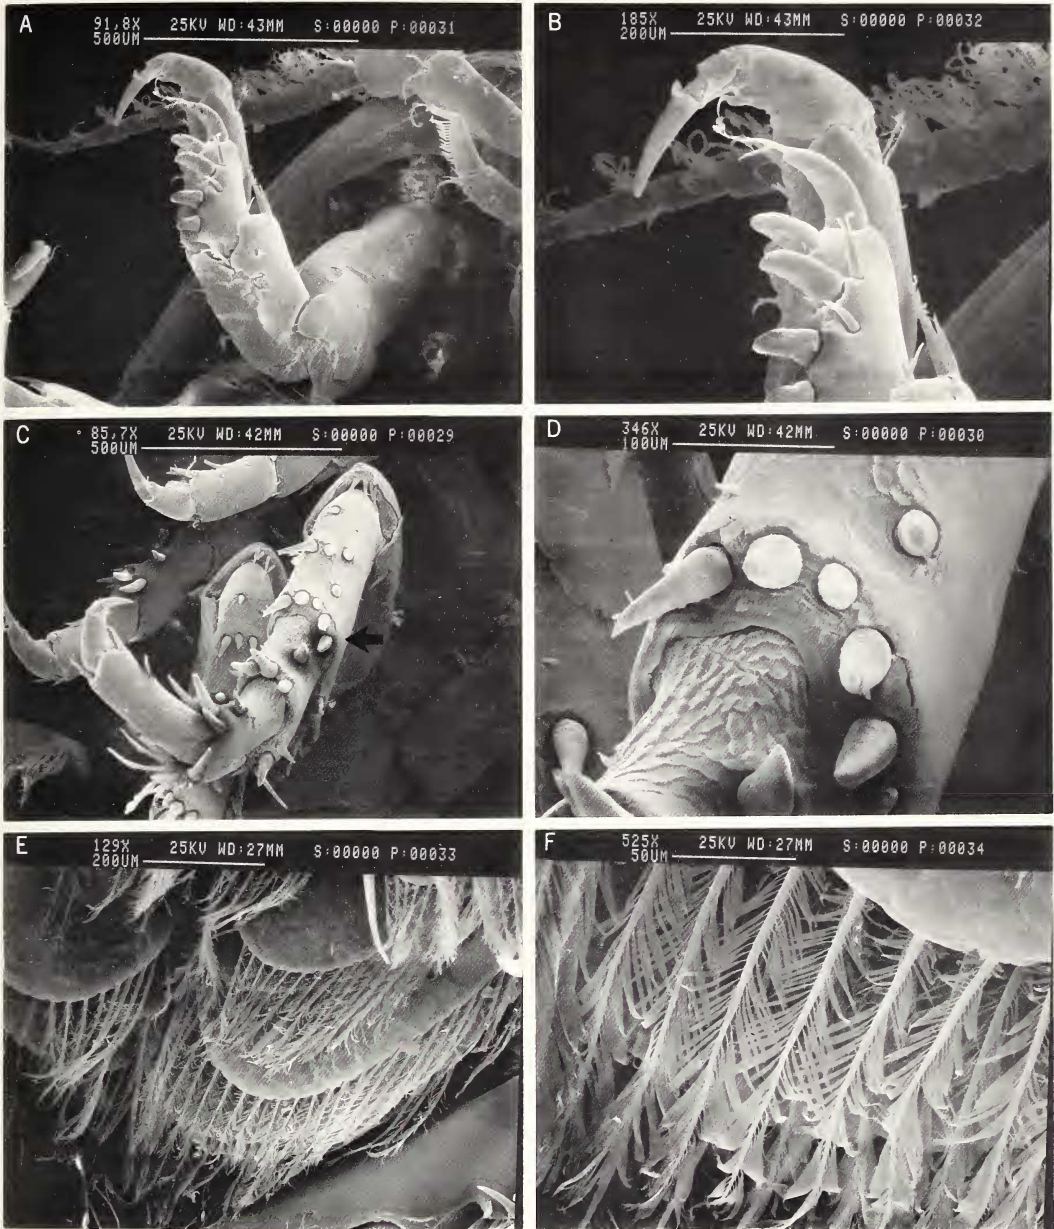 A
91,8X 25KV WD:43MM S:00000 P:00031
500UM
B
185X 25KV WD:43MM S:00000 P:00032
200UM
C
85,7X 25KV WD:42MM S:00000 P:00029
500UM
D
346X 25KV WD:42MM S:00000 P:00030
100UM
E
129X 25KV WD:27MM S:00000 P:00033
200UM
F
525X 25KV WD:27MM S:00000 P:00034
50UM